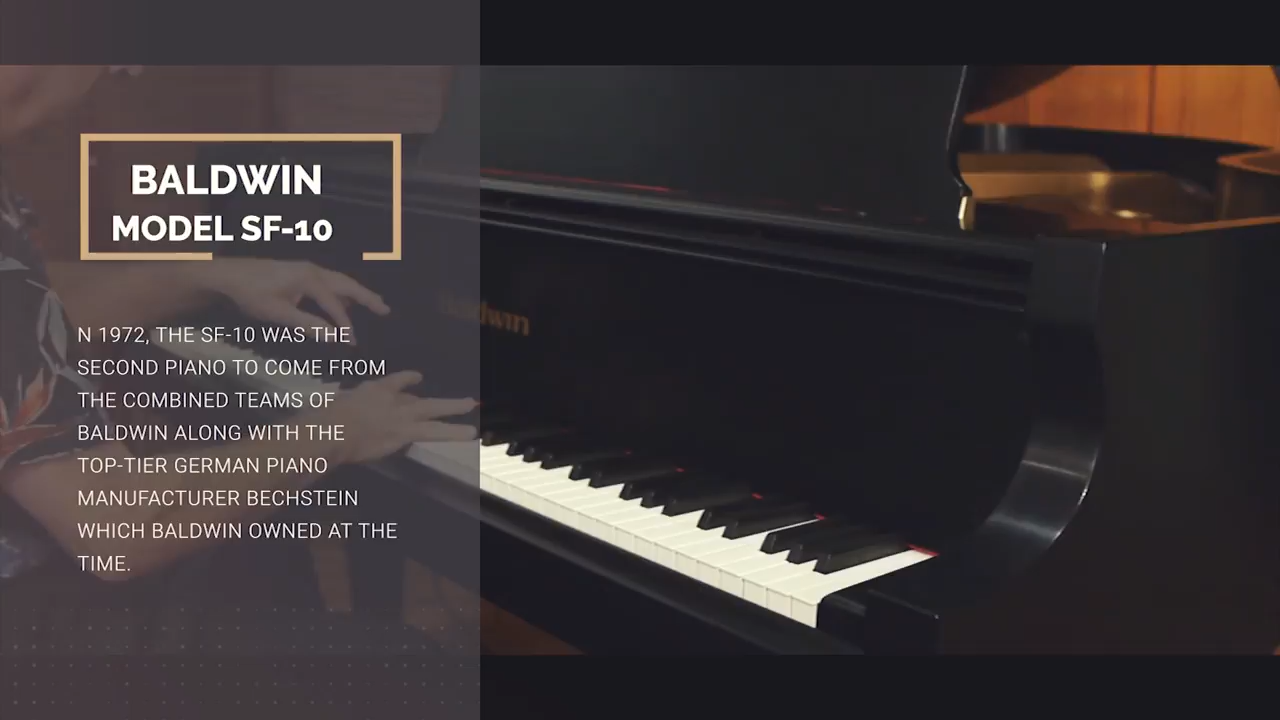 BALDWIN
MODEL SF-10
N 1972, THE SF-10 WAS THE
SECOND PIANO TO COME FROM
THE COMBINED TEAMS OF
BALDWIN ALONG WITH THE
TOP-TIER GERMAN PIANO
MANUFACTURER BECHSTEIN
WHICH BALDWIN OWNED AT THE
TIME.
Baldwin